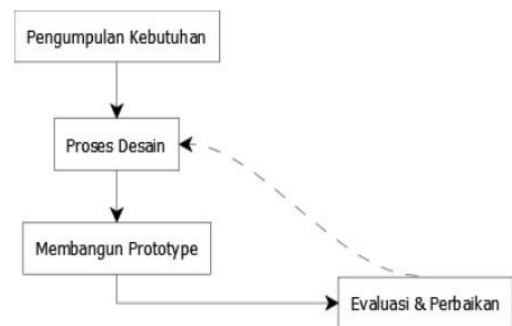 Pengumpulan Kebutuhan
Proses Desain
Membangun Prototype
Evaluasi & Perbaikan